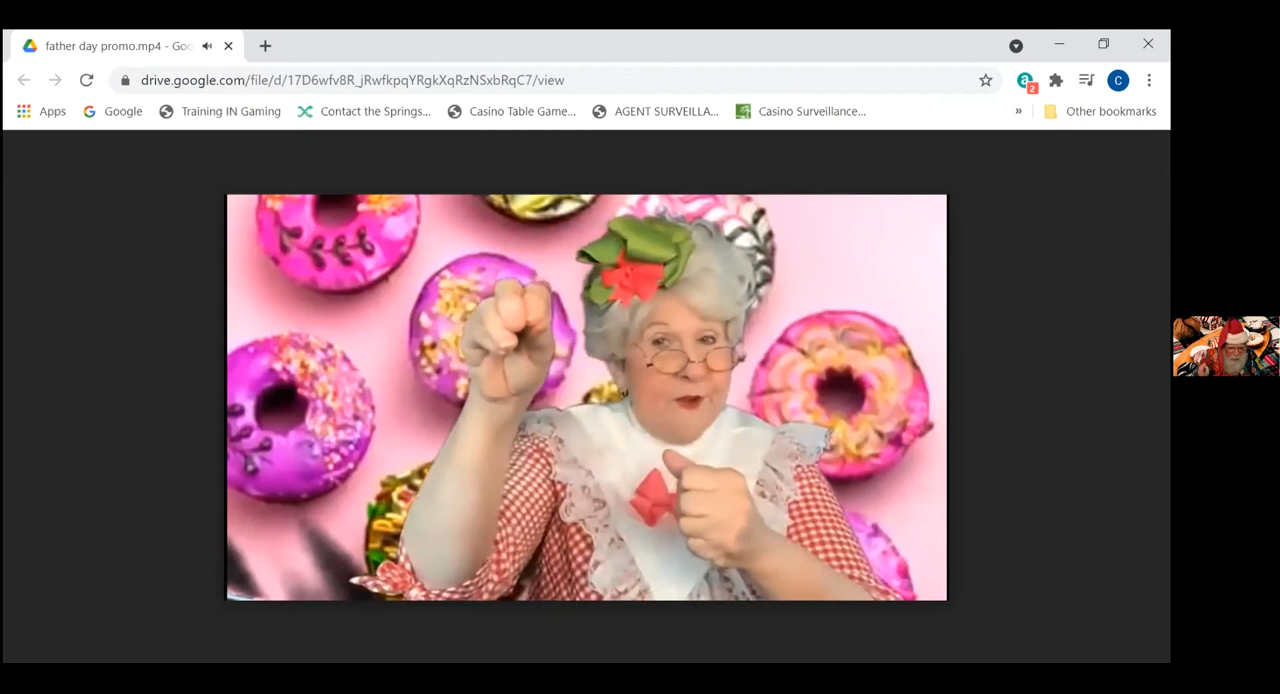 father day promo.mp4 - Goo
drive.google.com/file/d/17D6wfv8R_jRwfkpqYRgkXqRzNSxbRqC7/view
2
C
Apps
Google
Training IN Gaming
Contact the Springs...
Casino Table Game...
AGENT SURVEILLA...
Casino Surveillance...
»
Other bookmarks